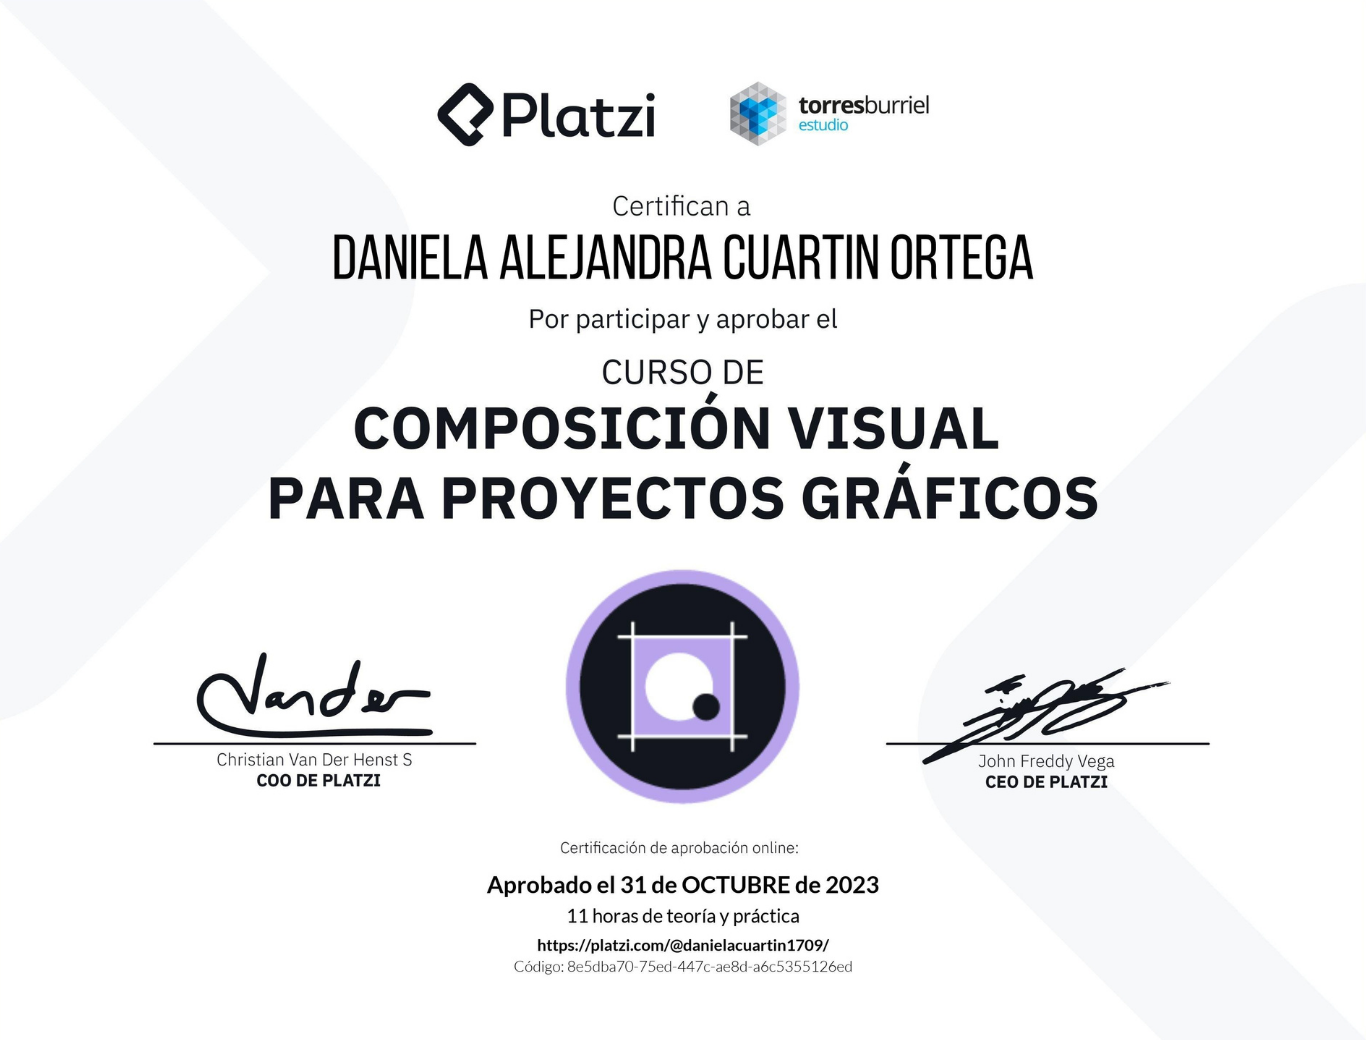 Platzi
torresburriel
estudio
Certifican a
DANIELA ALEJANDRA CUARTIN ORTEGA
Por participar y aprobar el
CURSO DE
COMPOSICIÓN VISUAL
PARA PROYECTOS GRÁFICOS
Vander
Christian Van Der Henst S
COO DE PLATZI
John Freddy Vega
CEO DE PLATZI
Certificación de aprobación online:
Aprobado el 31 de OCTUBRE de 2023
11 horas de teoría y práctica
https://platzi.com/@danielacuartin1709/
Código: 8e5dba70-75ed-447c-ae8d-a6c5355126ed